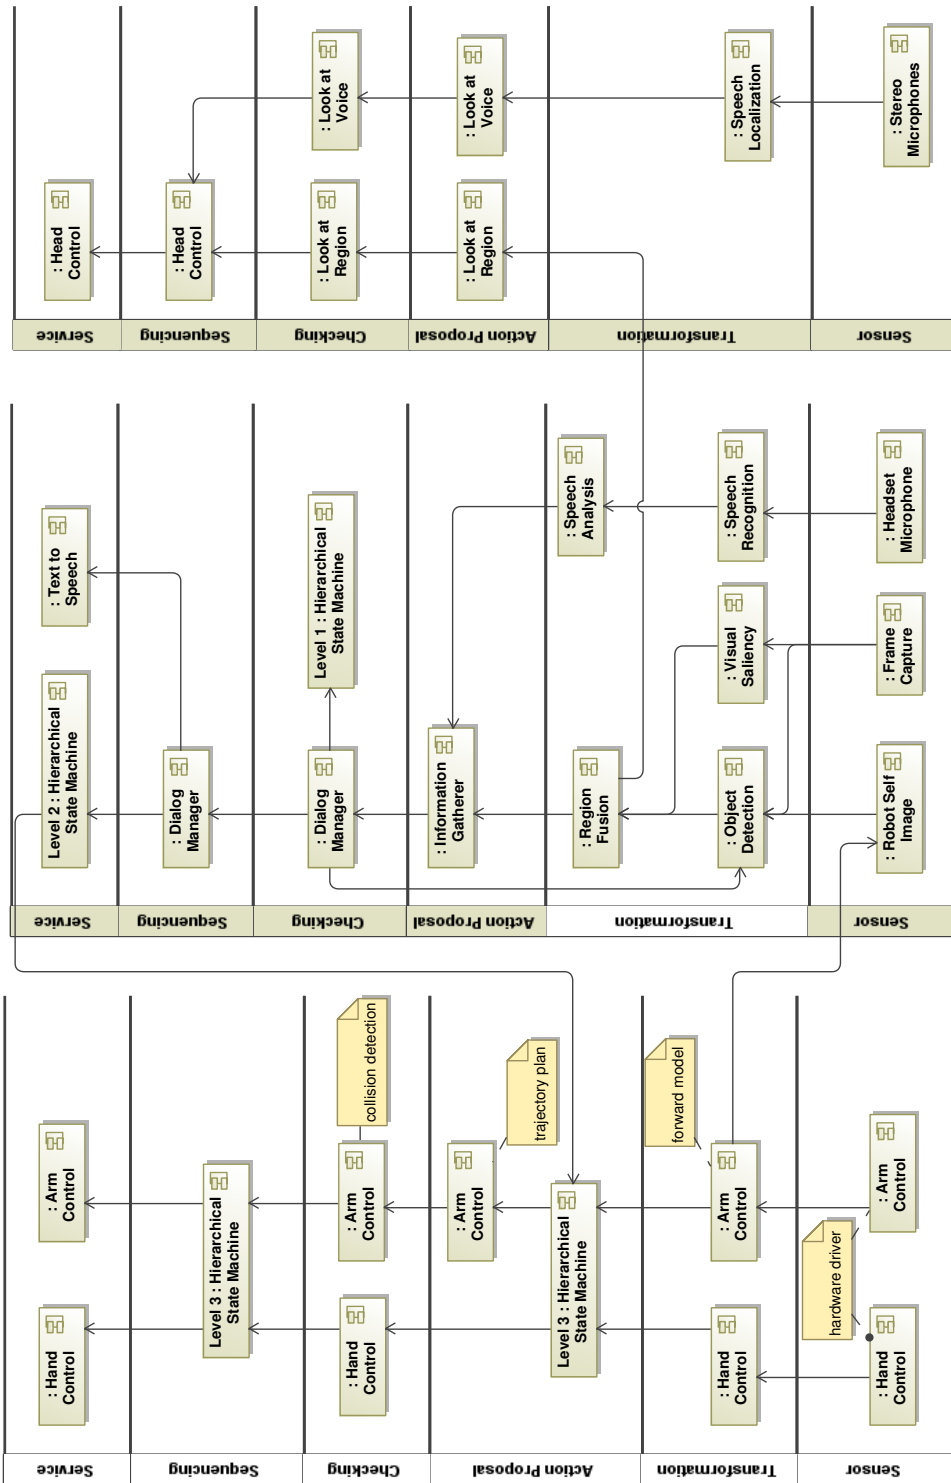 Service
Sequencing
Checking
Action Proposal
Transformation
Sensor
: Head
Control
: Head
Control
: Look at
Region
: Look at
Voice
: Look at
Region
: Look at
Voice
: Speech
Localization
: Stereo
Microphones
Service
Sequencing
Checking
Action Proposal
Transformation
Sensor
Level 2 : Hierarchical
State Machine
: Text to
Speech
: Dialog
Manager
: Dialog
Manager
Level 1 : Hierarchical
State Machine
: Information
Gatherer
: Region
Fusion
: Speech
Analysis
: Object
Detection
: Visual
Saliency
: Speech
Recognition
: Robot Self
Image
: Frame
Capture
: Headset
Microphone
Service
Sequencing
Checking
Action Proposal
Transformation
Sensor
: Hand
Control
: Arm
Control
Level 3 : Hierarchical
State Machine
: Hand
Control
: Arm
Control
collision detection
: Arm
Control
trajectory plan
Level 3 : Hierarchical
State Machine
: Hand
Control
: Arm
Control
forward model
: Hand
Control
: Arm
Control
hardware driver